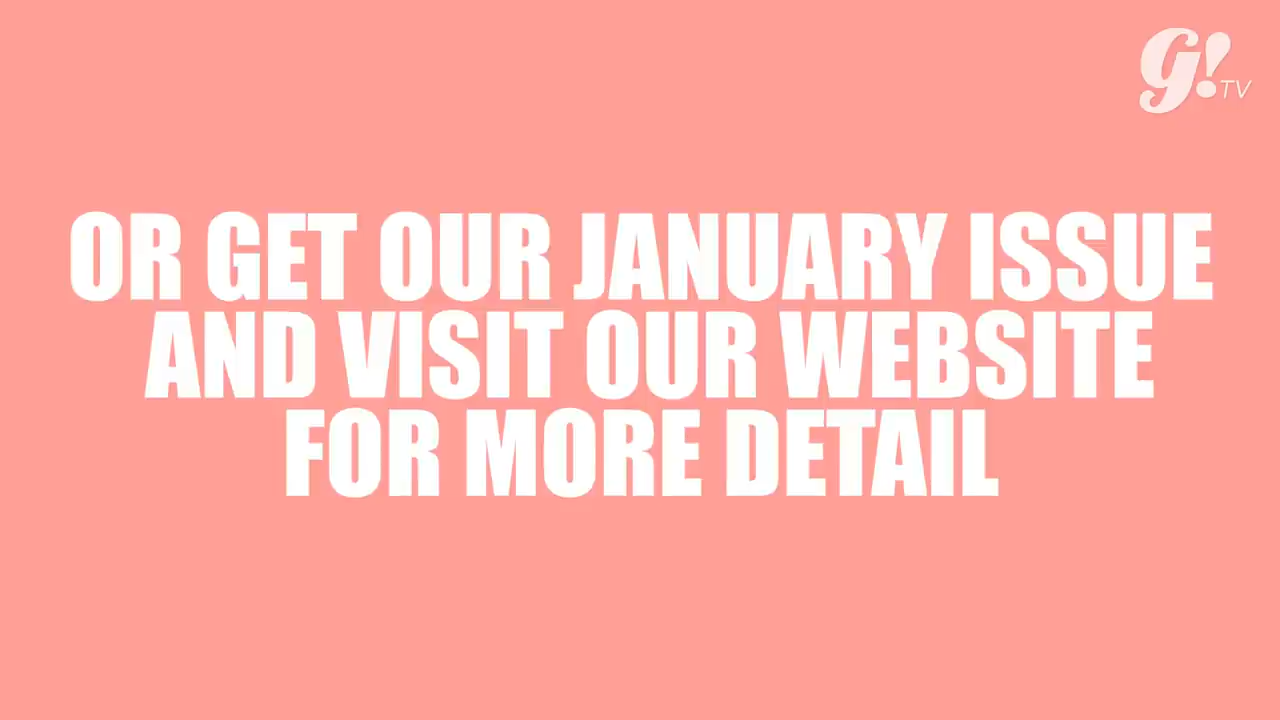 G! TV
OR GET OUR JANUARY ISSUE
AND VISIT OUR WEBSITE
FOR MORE DETAIL